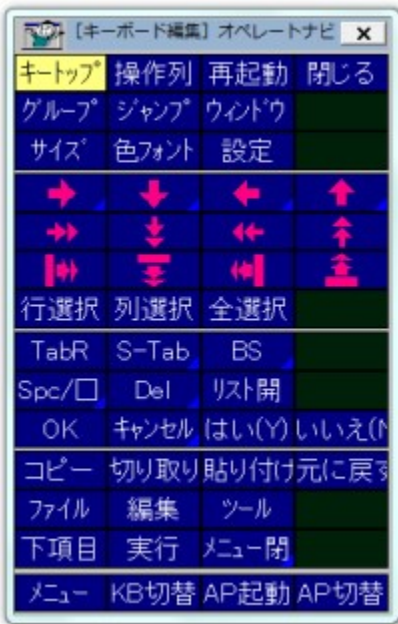 [キーボード編集] オペレートナビ x
キートップ 操作列 再起動 閉じる
グループ ジャンプ ウィンドウ
サイズ 色フォント 設定
行選択 列選択 全選択
TabR S-Tab BS
Spc/□ Del リスト開
OK キャンセル はい(Y) いいえ(N
コピー 切り取り 貼り付け 元に戻す
ファイル 編集 ツール
下項目 実行 メニュー閉
メニュー KB切替 AP起動 AP切替